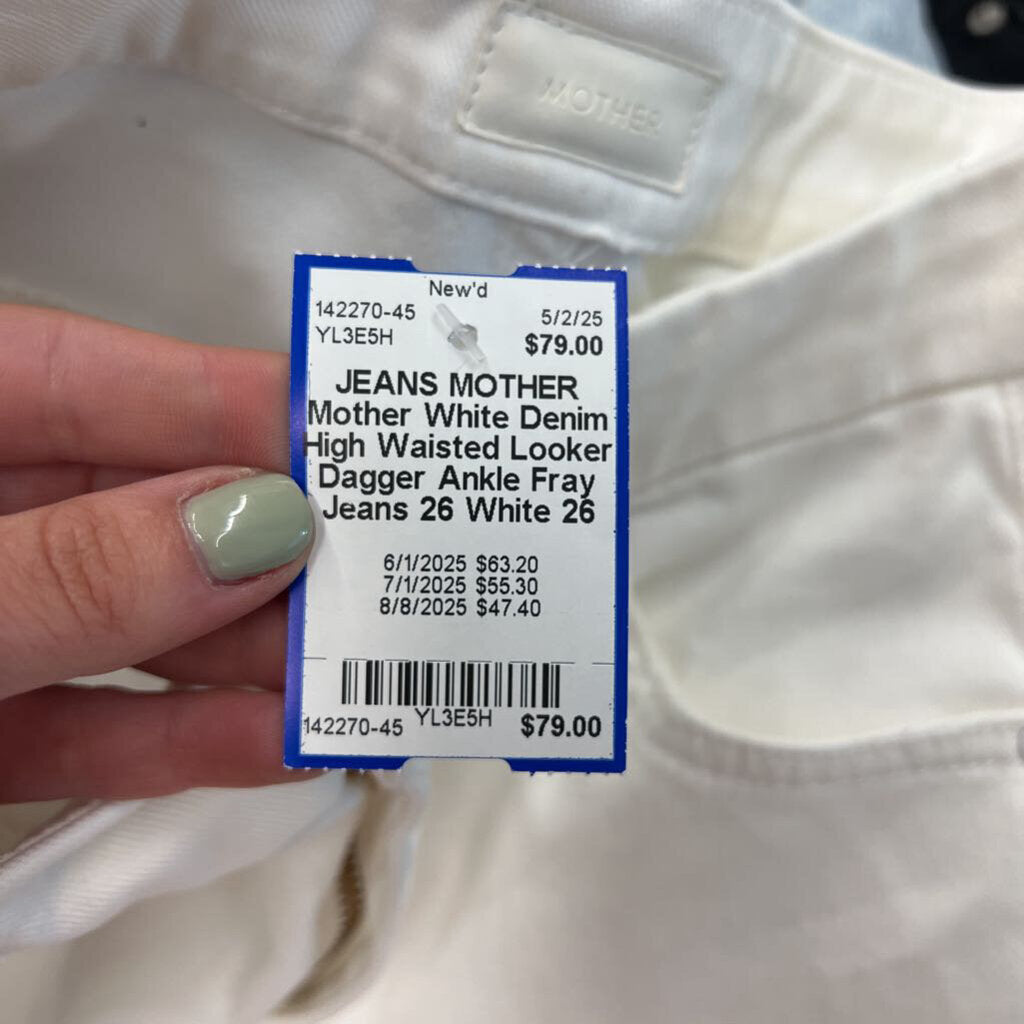 MOTHER
New'd
142270-45 5/2/25
YL3E5H $79.00
JEANS MOTHER
Mother White Denim
High Waisted Looker
Dagger Ankle Fray
Jeans 26 White 26
6/1/2025 $63.20
7/1/2025 $55.30
8/8/2025 $47.40
142270-45 YL3E5H $79.00